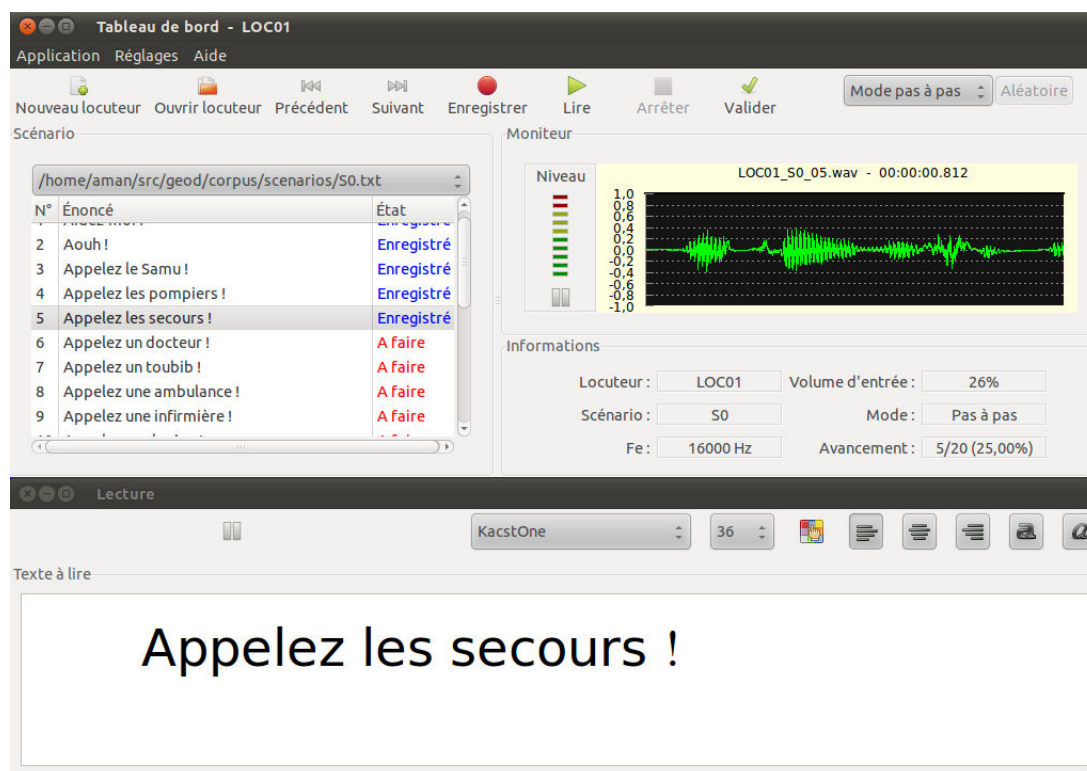 Tableau de bord - LOC01
Application Réglages Aide
Nouveau locuteur Ouvrir locuteur Précédent Suivant Enregistrer Lire Arrêter Valider Mode pas à pas Aléatoire
Scénario
/home/aman/src/geod/corpus/scenarios/S0.txt
N° Énoncé État
2 Aouh ! Enregistré
3 Appelez le Samu ! Enregistré
4 Appelez les pompiers ! Enregistré
5 Appelez les secours ! Enregistré
6 Appelez un docteur ! A faire
7 Appelez un toubib ! A faire
8 Appelez une ambulance ! A faire
9 Appelez une infirmière ! A faire
Moniteur
Niveau
LOC01_S0_05.wav - 00:00:00.812
1,0
0,8
0,6
0,4
0,2
0,0
-0,2
-0,4
-0,6
-0,8
-1,0
Informations
Locuteur : LOC01 Volume d'entrée : 26%
Scénario : S0 Mode : Pas à pas
Fe : 16000 Hz Avancement : 5/20 (25,00%)
Lecture
KacstOne 36
Texte à lire
Appelez les secours !